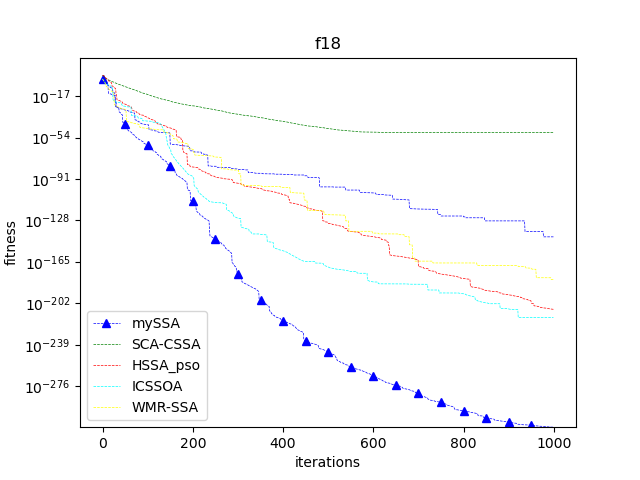 f18
fitness
10⁻¹⁷
10⁻⁵⁴
10⁻⁹¹
10⁻¹²⁸
10⁻¹⁶⁵
10⁻²⁰²
10⁻²³⁹
10⁻²⁷⁶
mySSA
SCA-CSSA
HSSA_pso
ICSSOA
WMR-SSA
0 200 400 600 800 1000
iterations